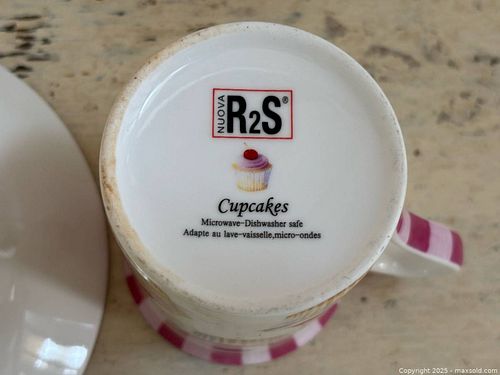 NUOVA
R2S®
Cupcakes
Microwave-Dishwasher safe
Adapte au lave-vaisselle,micro-ondes
Copyright 2025 - maxsold.com